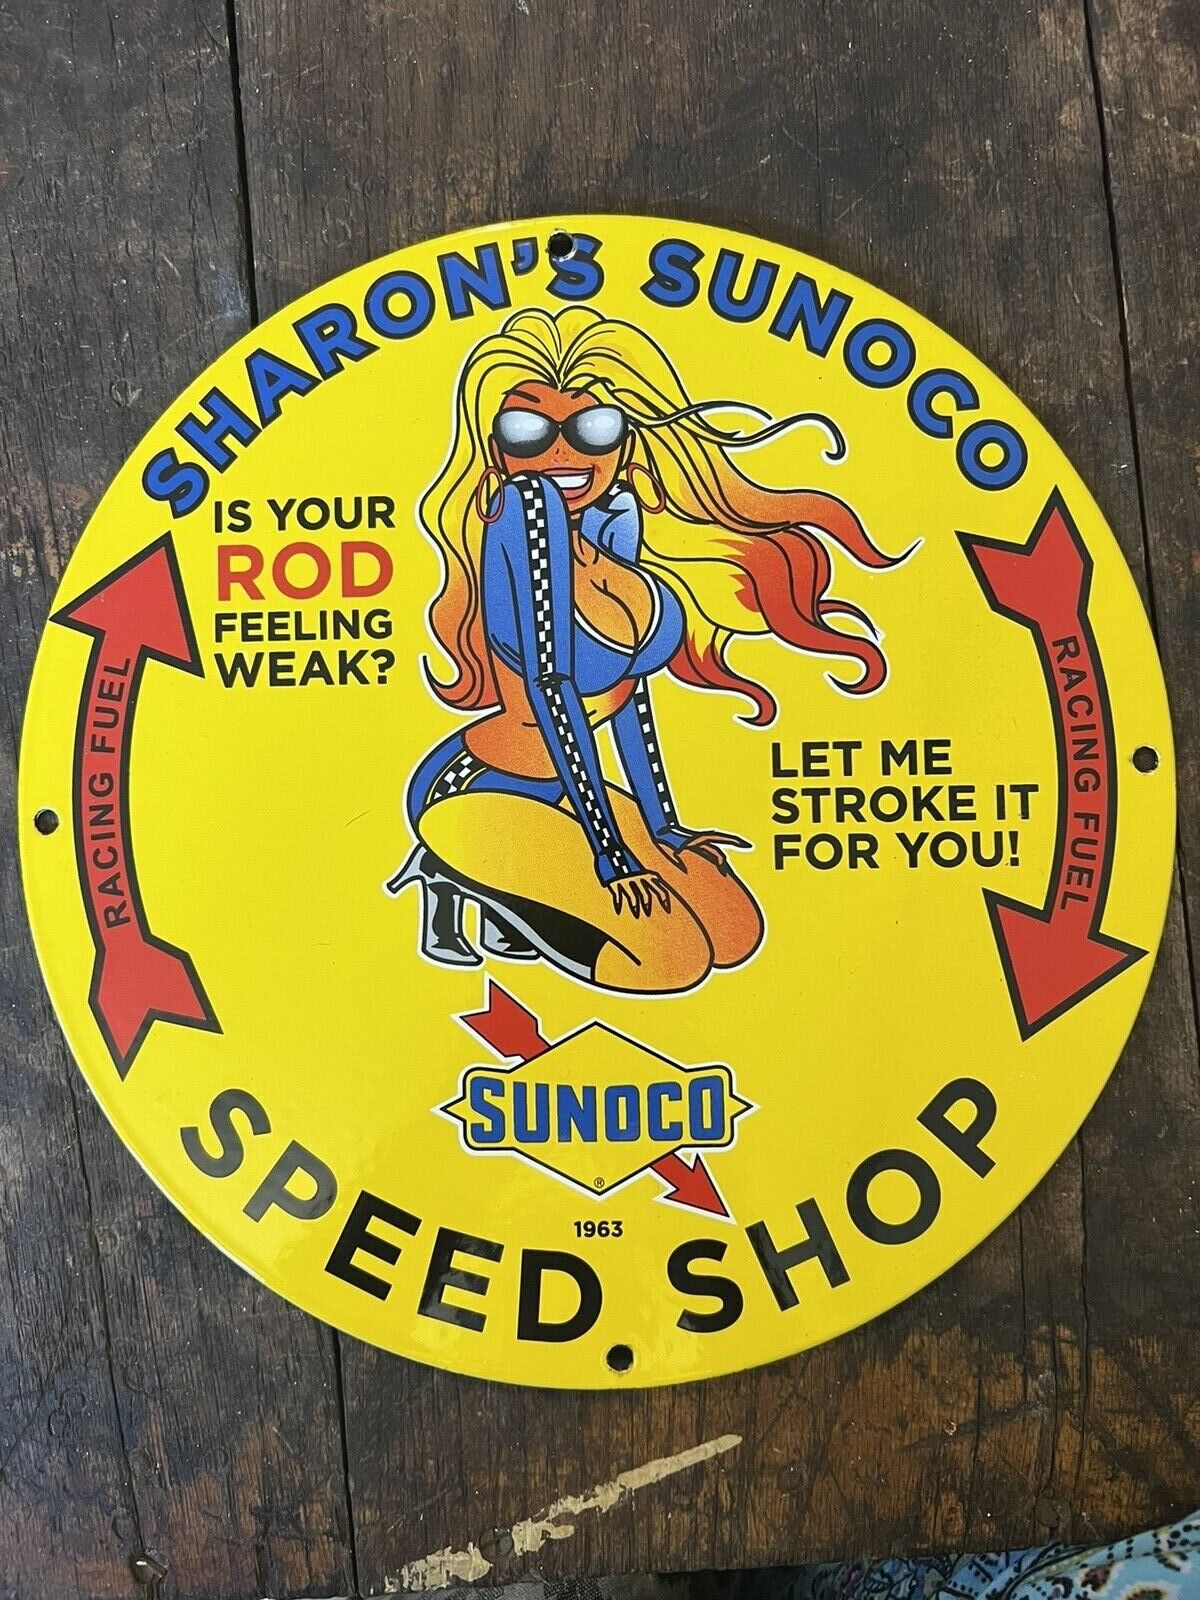 SHARON'S SUNOCO
IS YOUR
ROD
FEELING
WEAK?
RACING FUEL
RACING FUEL
LET ME
STROKE IT
FOR YOU!
SUNOCO
®
1963
SPEED SHOP